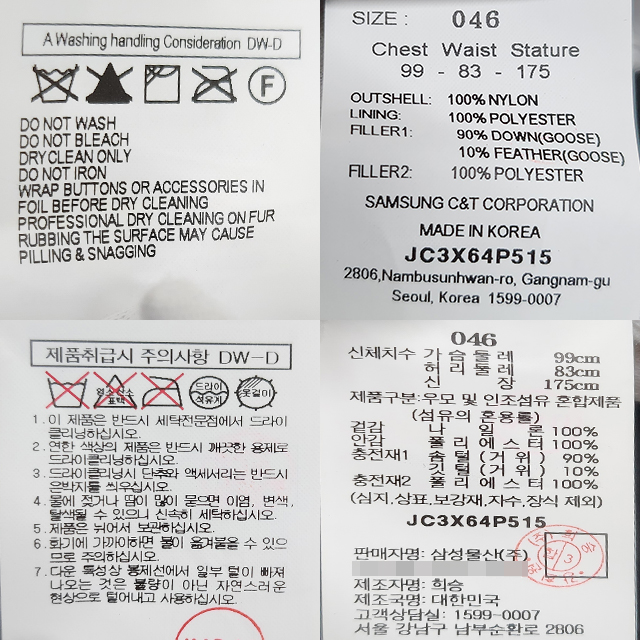 A Washing handling Consideration DW-D
F
DO NOT WASH
DO NOT BLEACH
DRYCLEAN ONLY
DO NOT IRON
WRAP BUTTONS OR ACCESSORIES IN
FOIL BEFORE DRY CLEANING
PROFESSIONAL DRY CLEANING ON FUR
RUBBING THE SURFACE MAY CAUSE
PILLING & SNAGGING
SIZE : 046
Chest Waist Stature
99 - 83 - 175
OUTSHELL: 100% NYLON
LINING: 100% POLYESTER
FILLER1: 90% DOWN(GOOSE)
10% FEATHER(GOOSE)
FILLER2: 100% POLYESTER
SAMSUNG C&T CORPORATION
MADE IN KOREA
JC3X64P515
2806,Nambusunhwan-ro, Gangnam-gu
Seoul, Korea 1599-0007
제품취급시 주의사항 DW-D
염소산소
표백
드라이
석유계
옷걸이
1. 이 제품은 반드시 세탁전문점에서 드라이
클리닝하십시오.
2. 연한 색상의 제품은 반드시 깨끗한 용제로
드라이클리닝하십시오.
3. 드라이클리닝시 단추와 액세서리는 반드시
은박지를 씌우십시오.
4. 물에 젖거나 땀이 많이 묻으면 이염, 변색,
탈색될 수 있으니 신속히 세탁하십시오.
5. 제품은 뉘어서 보관하십시오.
6. 화기에 가까이하면 불이 옮겨붙을 수 있으
므로 주의하십시오.
7. 다운 특성상 봉제선에서 일부 털이 빠져
나오는 것은 불량이 아닌 자연스러운
현상으로 털어내고 사용하십시오.
046
신체치수 가슴둘레 99cm
허리둘레 83cm
신 장 175cm
제품구분:우모 및 인조섬유 혼합제품
(섬유의 혼용률)
겉감 나일론 100%
안감 폴리에스터 100%
충전재1 솜털(거위) 90%
깃털(거위) 10%
충전재2 폴리에스터 100%
(심지,상표,보강재,자수,장식 제외)
JC3X64P515
판매자명: 삼성물산(주)
제조자명: 희승
제조국명: 대한민국
고객상담실: 1599-0007
서울 강남구 남부순환로 2806